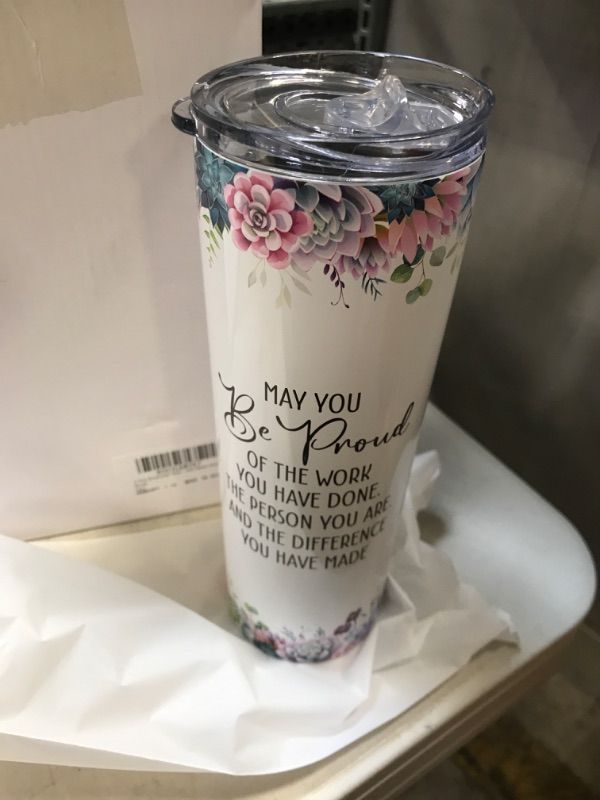 MAY YOU
Be Proud
OF THE WORK
YOU HAVE DONE.
THE PERSON YOU ARE
AND THE DIFFERENCE
YOU HAVE MADE